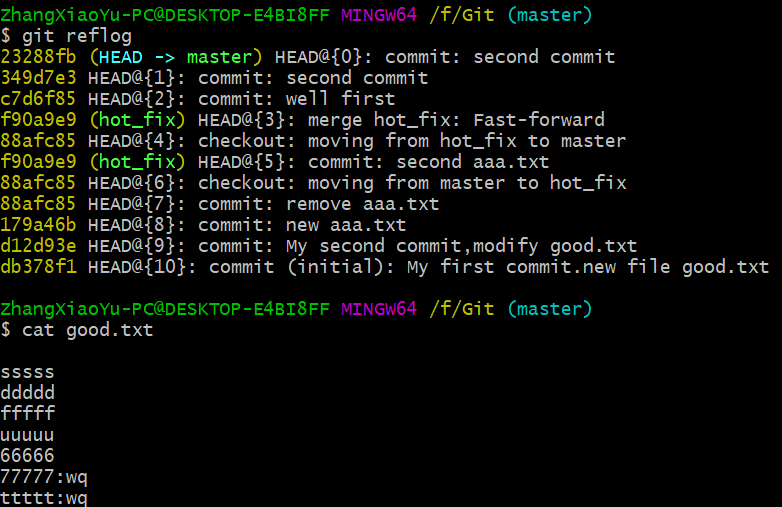 ZhangXiaoYu-PC@DESKTOP-E4BI8FF MINGW64 /f/Git (master)
$ git reflog
23288fb (HEAD -> master) HEAD@{0}: commit: second commit
349d7e3 HEAD@{1}: commit: second commit
c7d6f85 HEAD@{2}: commit: well first
f90a9e9 (hot_fix) HEAD@{3}: merge hot_fix: Fast-forward
88afc85 HEAD@{4}: checkout: moving from hot_fix to master
f90a9e9 (hot_fix) HEAD@{5}: commit: second aaa.txt
88afc85 HEAD@{6}: checkout: moving from master to hot_fix
88afc85 HEAD@{7}: commit: remove aaa.txt
179a46b HEAD@{8}: commit: new aaa.txt
d12d93e HEAD@{9}: commit: My second commit,modify good.txt
db378f1 HEAD@{10}: commit (initial): My first commit.new file good.txt
ZhangXiaoYu-PC@DESKTOP-E4BI8FF MINGW64 /f/Git (master)
$ cat good.txt
sssss
ddddd
fffff
uuuuu
66666
77777:wq
ttttt:wq